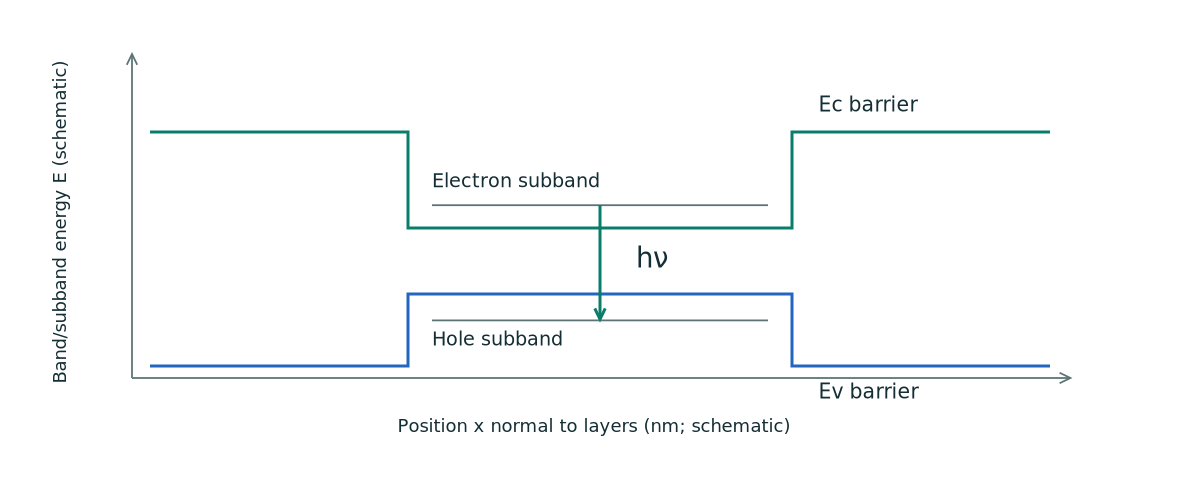 Band/subband energy E (schematic)
Ec barrier
Electron subband
hν
Hole subband
Ev barrier
Position x normal to layers (nm; schematic)